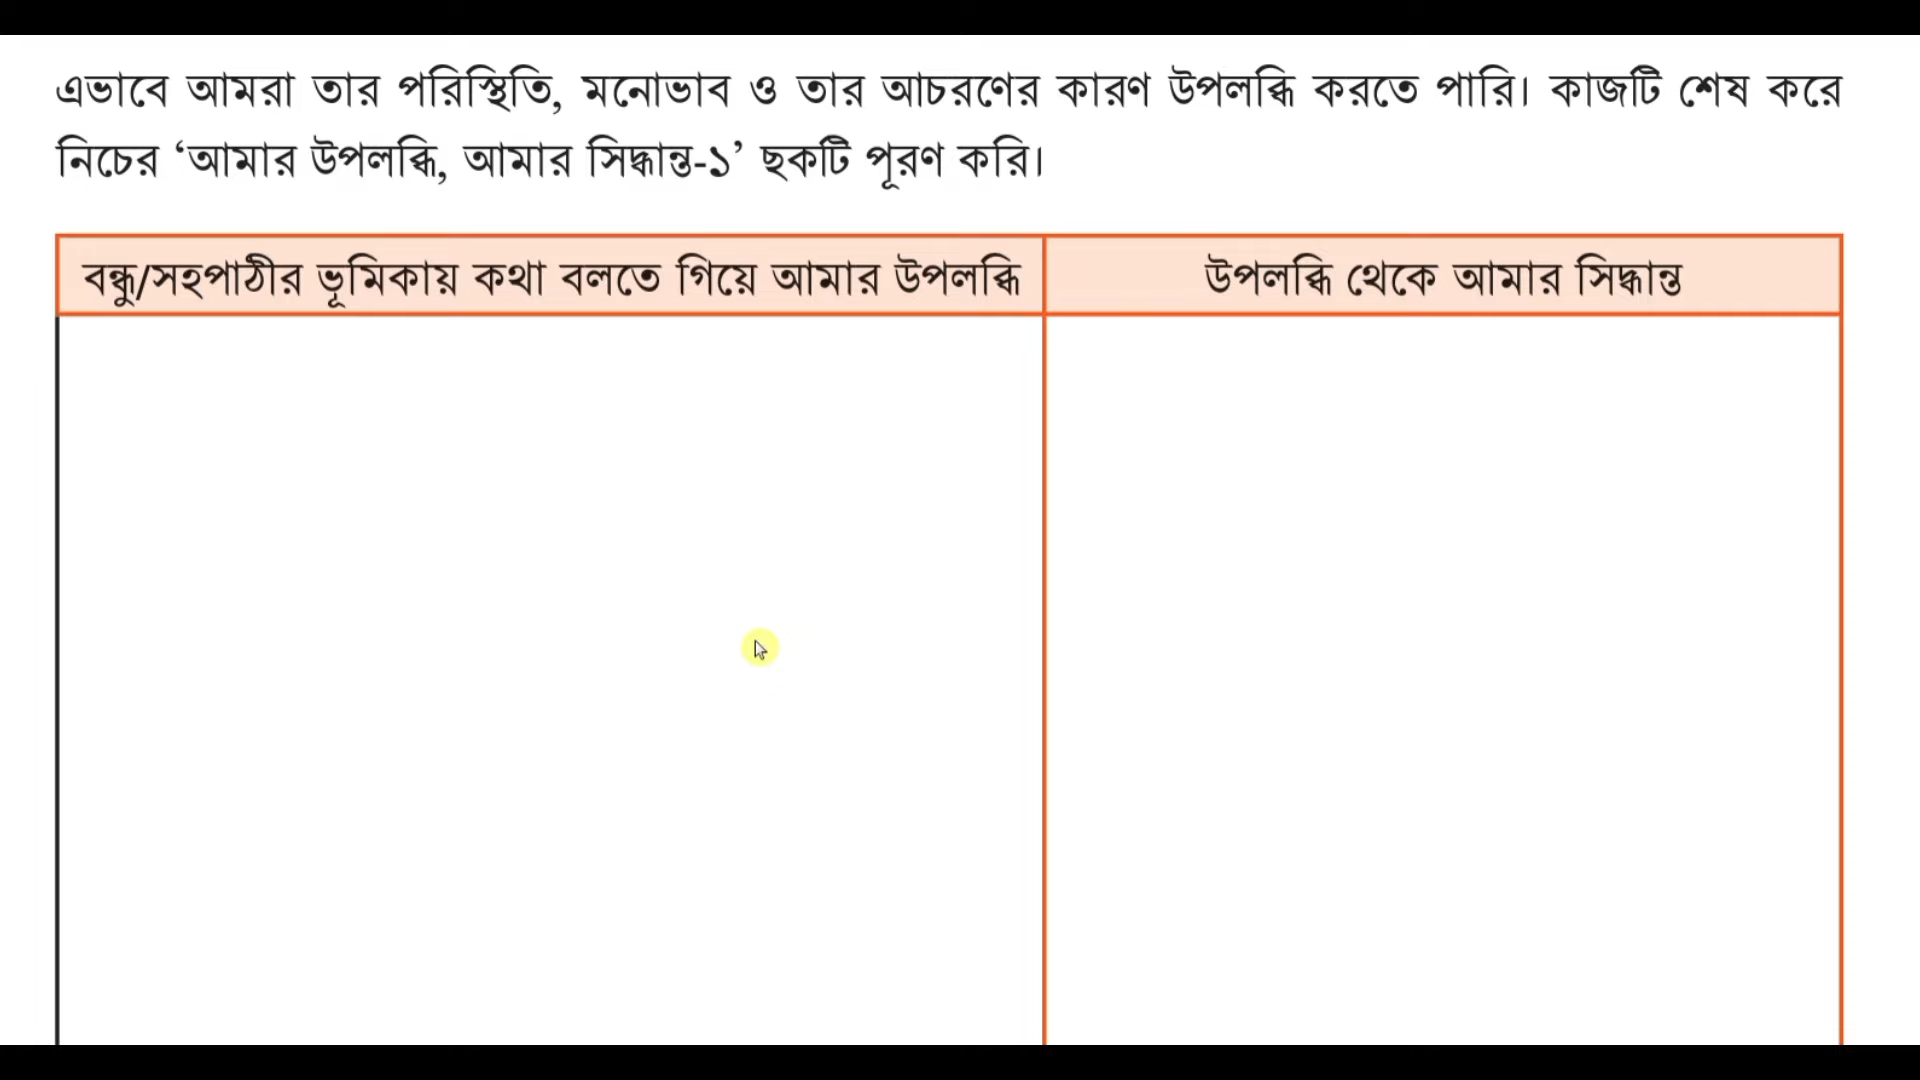 এভাবে আমরা তার পরিস্থিতি, মনোভাব ও তার আচরণের কারণ উপলব্ধি করতে পারি। কাজটি শেষ করে
নিচের ‘আমার উপলব্ধি, আমার সিদ্ধান্ত-১’ ছকটি পূরণ করি।
বন্ধু/সহপাঠীর ভূমিকায় কথা বলতে গিয়ে আমার উপলব্ধি
উপলব্ধি থেকে আমার সিদ্ধান্ত